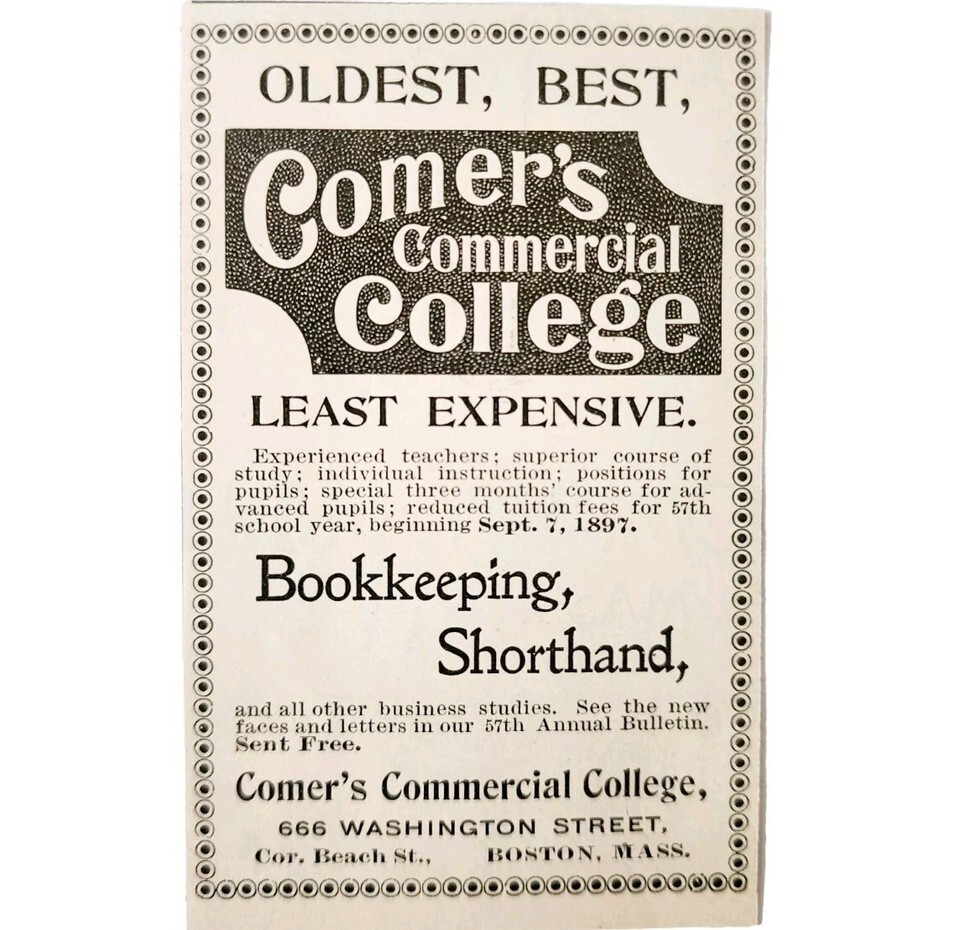 OLDEST, BEST,
Comer's
Commercial
College
LEAST EXPENSIVE.
Experienced teachers; superior course of
study; individual instruction; positions for
pupils; special three months' course for ad-
vanced pupils; reduced tuition fees for 57th
school year, beginning Sept. 7, 1897.
Bookkeeping,
Shorthand,
and all other business studies. See the new
faces and letters in our 57th Annual Bulletin.
Sent Free.
Comer's Commercial College,
666 WASHINGTON STREET,
Cor. Beach St., BOSTON, MASS.